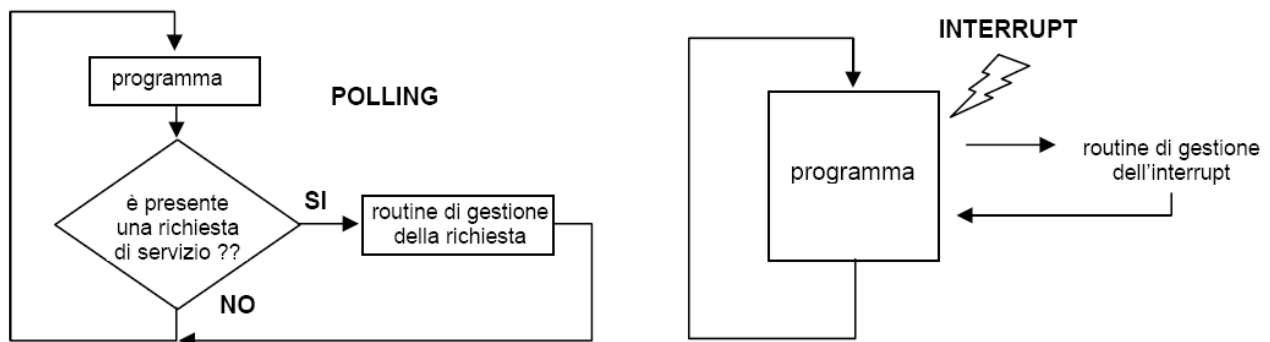 programma
POLLING
è presente
una richiesta
di servizio ??
SI
routine di gestione
della richiesta
NO
INTERRUPT
programma
routine di gestione
dell'interrupt